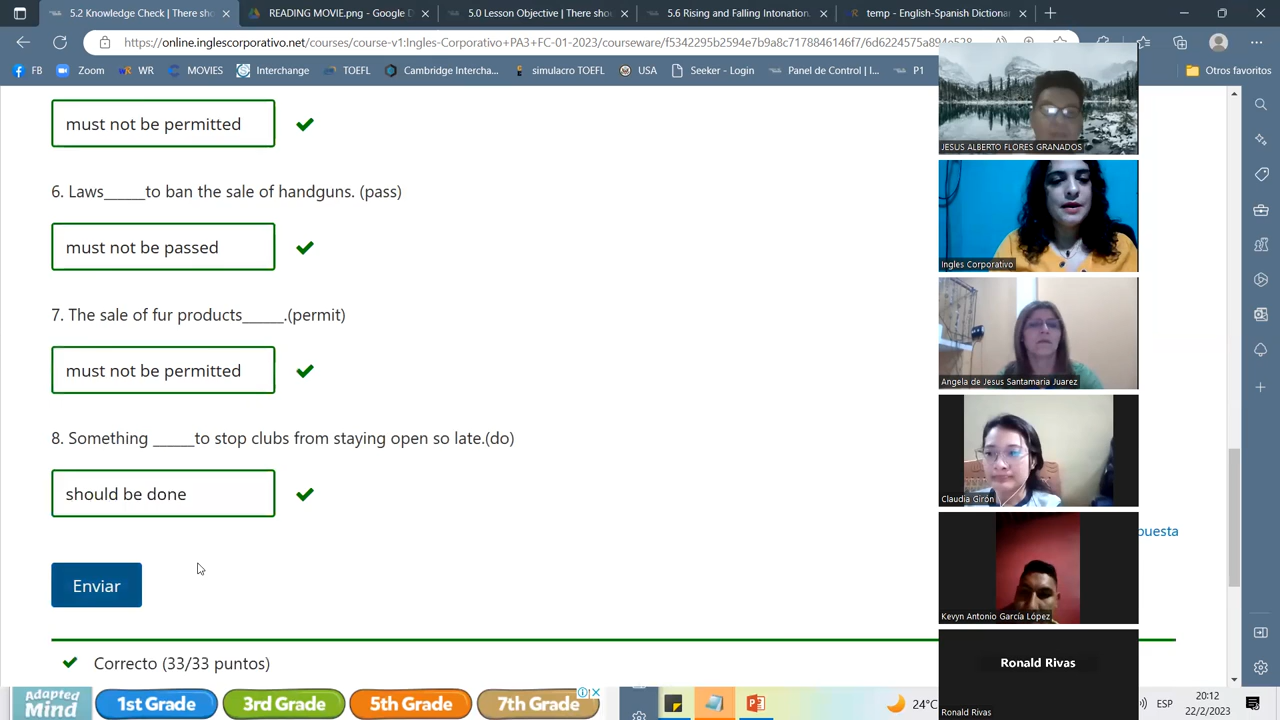 5.2 Knowledge Check | Permitted
READING MOVIE.png - Google D
5.0 Lesson Objective | There sho
5.6 Rising and Falling Intonation
temp - English-Spanish Dictionar
https://online.inglescorporativo.net/courses/course-v1:Ingles-Corporativo+PA3+FC-01-2023/courseware/f5342295b2594e7b9a8c7178846146f7/6d6224575a894e528
FB
Zoom
WR
MOVIES
Interchange
TOEFL
Cambridge Intercha...
simulacro TOEFL
USA
Seeker - Login
Panel de Control | I...
P1
Otros favoritos
must not be permitted
6. Laws______to ban the sale of handguns. (pass)
must not be passed
7. The sale of fur products______.(permit)
must not be permitted
8. Something ______to stop clubs from staying open so late.(do)
should be done
puesta
Enviar
Correcto (33/33 puntos)
JESUS ALBERTO FLORES GRANADOS
Ingles Corporativo
Angela de Jesus Santamaria Juarez
Claudia Girón
Kevyn Antonio García López
Ronald Rivas
Ronald Rivas
Adapted
Mind
1st Grade
3rd Grade
5th Grade
7th Grade
24°C
ESP
20:12
22/2/2023